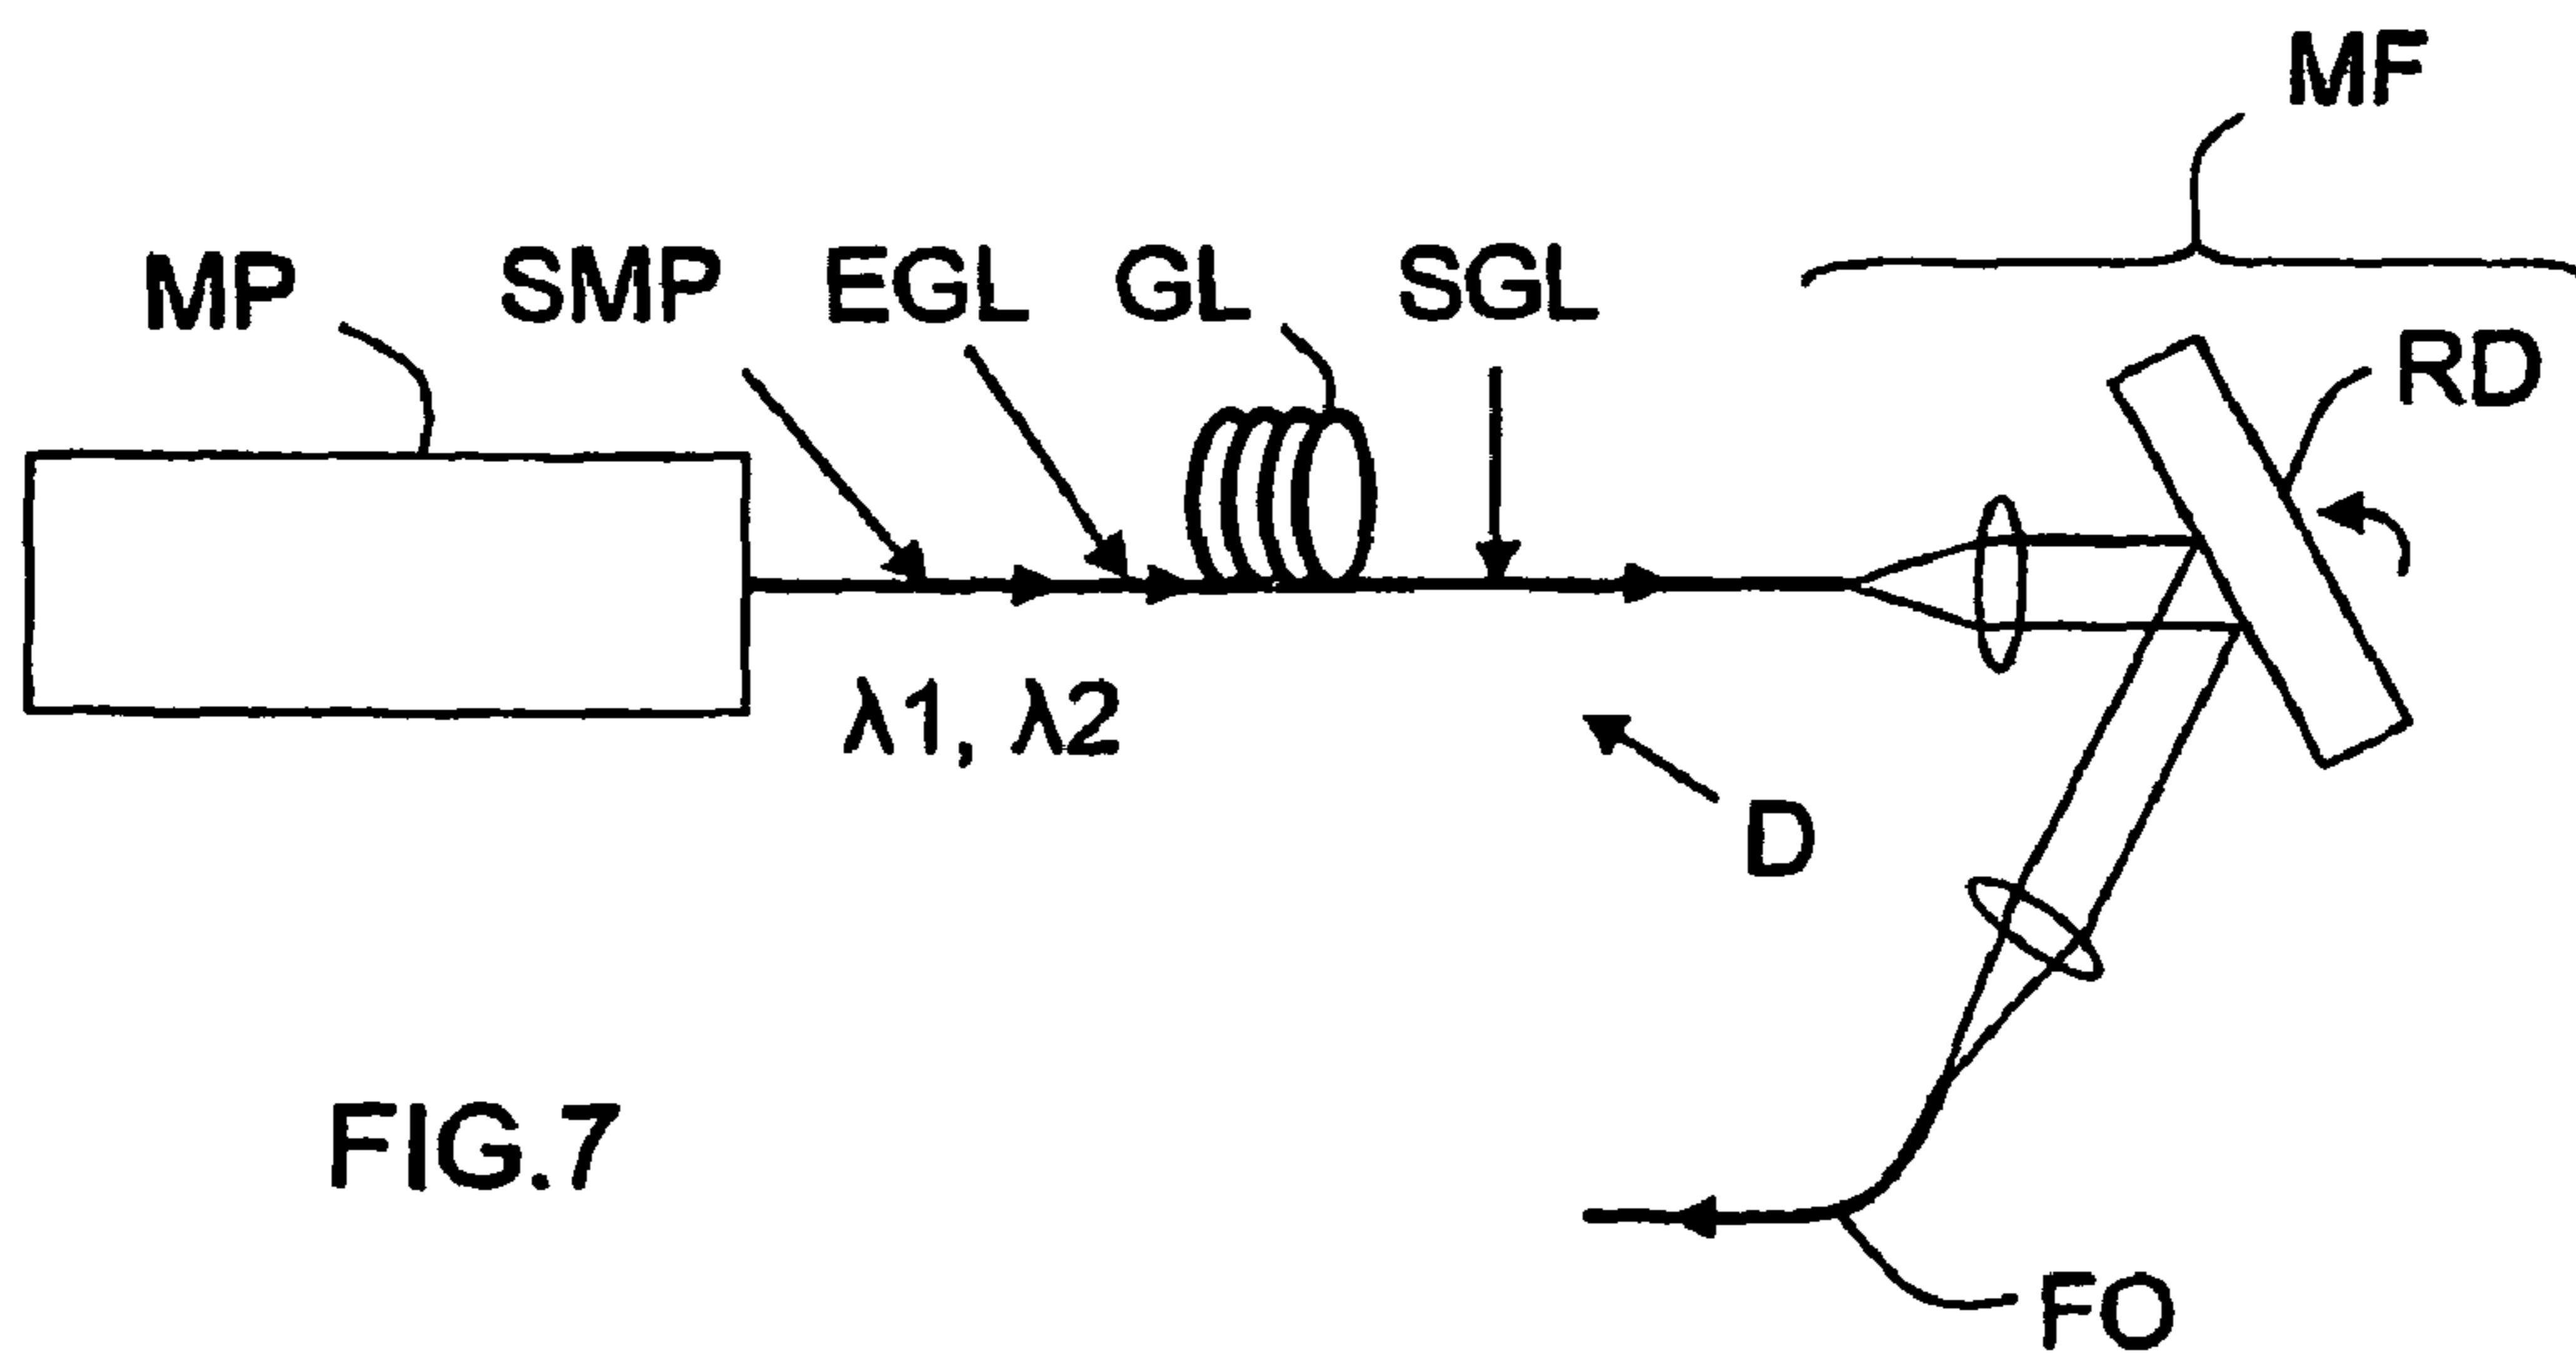 MF
MP SMP EGL GL SGL
RD
λ1, λ2
D
FIG.7
FO